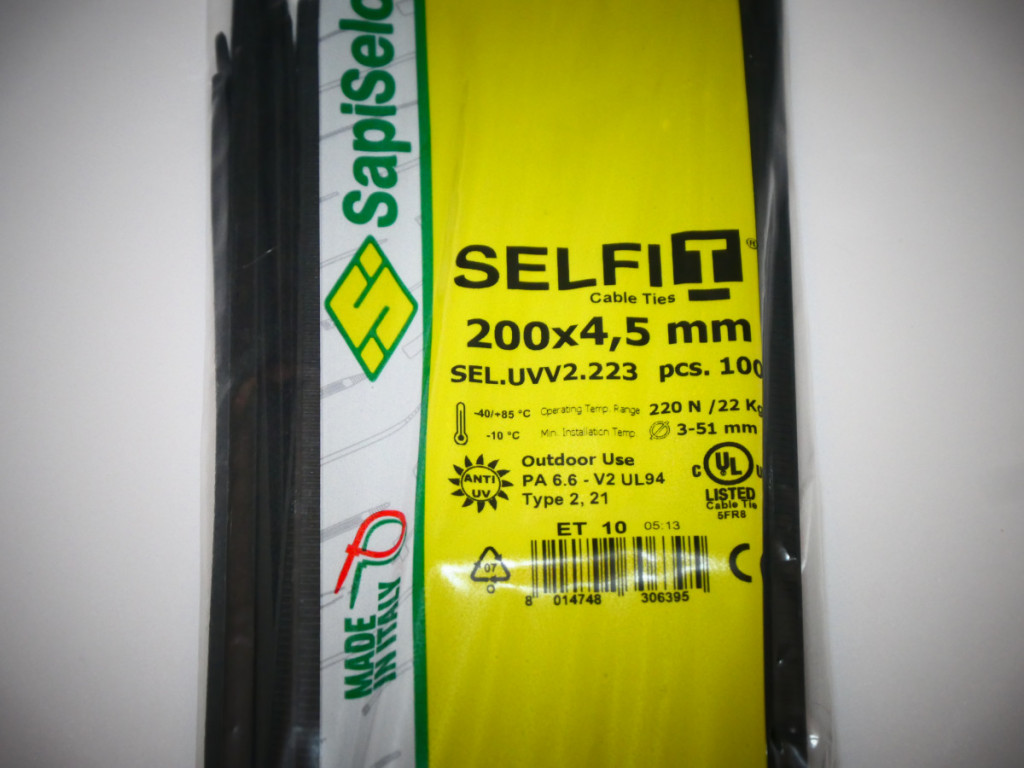 SapiSelc
SELFIT®
Cable Ties
200x4,5 mm
SEL.UVV2.223 pcs. 100
-40/+85 °C Operating Temp. Range 220 N /22 Kg
-10 °C Min. Installation Temp. 3-51 mm
ANTI UV
Outdoor Use
PA 6.6 - V2 UL94
Type 2, 21
C UL U
LISTED
Cable Tie
5FR8
ET 10 05:13
07
8 014748 306395
C
MADE
IN ITALY